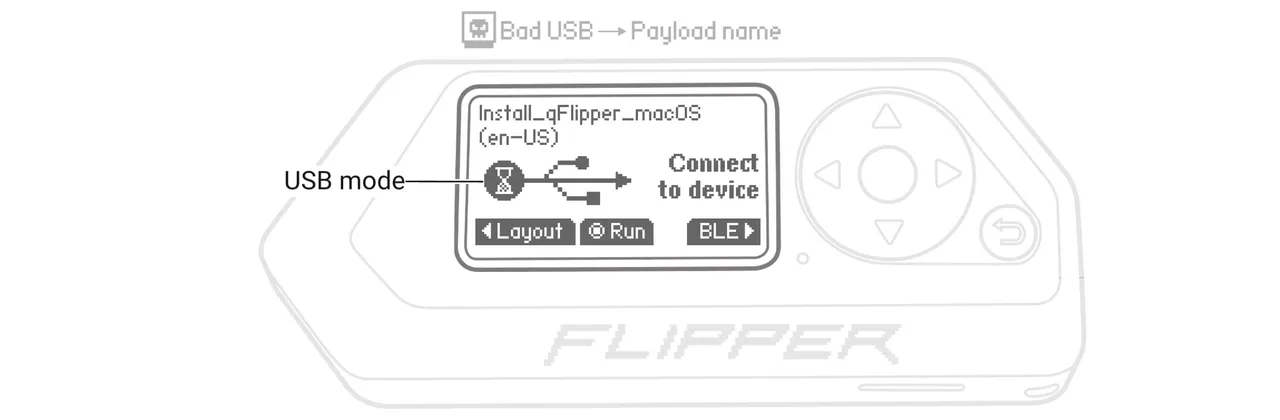 Bad USB → Payload name
Install_qFlipper_macOS
(en-US)
USB mode
Connect
to device
Layout
Run
BLE
FLIPPER